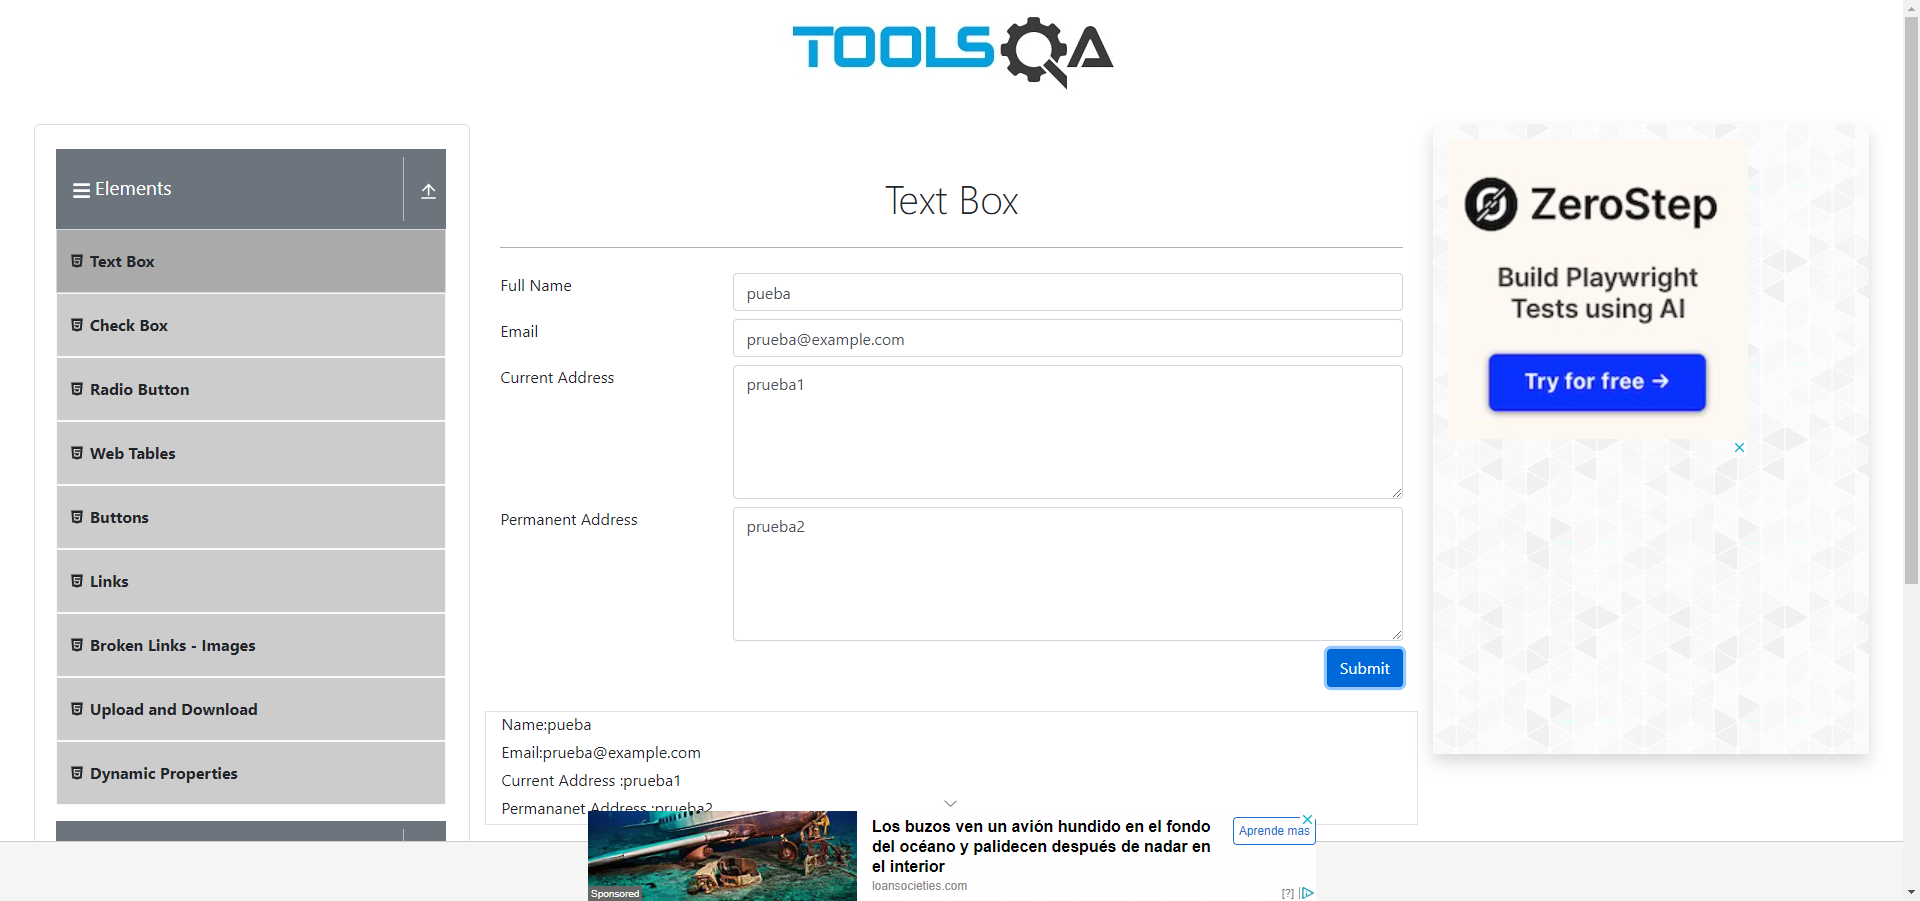 TOOLSQA
Elements
Text Box
Check Box
Radio Button
Web Tables
Buttons
Links
Broken Links - Images
Upload and Download
Dynamic Properties
Text Box
Full Name
pueba
Email
prueba@example.com
Current Address
prueba1
Permanent Address
prueba2
Submit
Name:pueba
Email:prueba@example.com
Current Address :prueba1
Permananet Address :prueba2
ZeroStep
Build Playwright
Tests using AI
Try for free →
Los buzos ven un avión hundido en el fondo
del océano y palidecen después de nadar en
el interior
loansocieties.com
Aprende mas
Sponsored
[?]